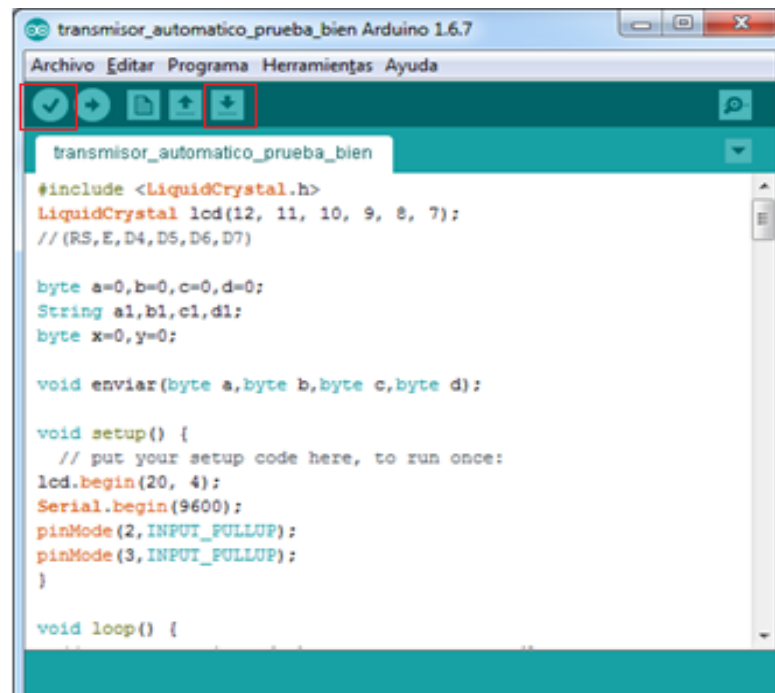 transmisor_automatico_prueba_bien Arduino 1.6.7
Archivo Editar Programa Herramientas Ayuda
transmisor_automatico_prueba_bien
#include <LiquidCrystal.h>
LiquidCrystal lcd(12, 11, 10, 9, 8, 7);
//(RS,E,D4,D5,D6,D7)
byte a=0,b=0,c=0,d=0;
String a1,b1,c1,d1;
byte x=0,y=0;
void enviar(byte a,byte b,byte c,byte d);
void setup() {
// put your setup code here, to run once:
lcd.begin(20, 4);
Serial.begin(9600);
pinMode(2,INPUT_PULLUP);
pinMode(3,INPUT_PULLUP);
}
void loop() {